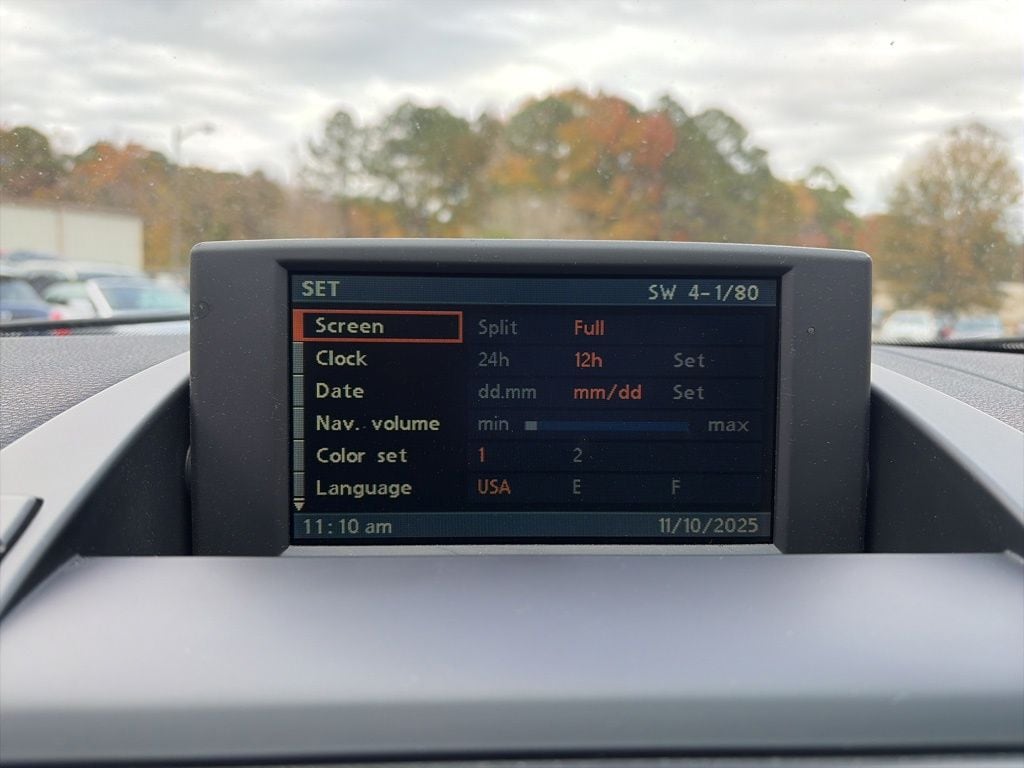 SET SW 4-1/80
Screen Split Full
Clock 24h 12h Set
Date dd.mm mm/dd Set
Nav. volume min max
Color set 1 2
Language USA E F
11:10 am 11/10/2025